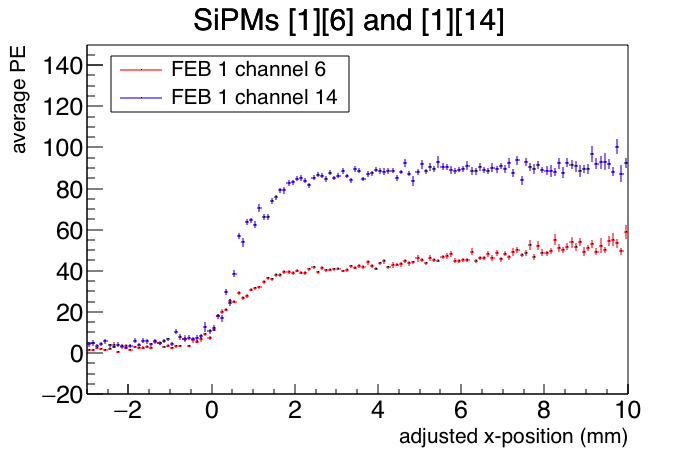 SiPMs [1][6] and [1][14]
average PE
FEB 1 channel 6
FEB 1 channel 14
140
120
100
80
60
40
20
0
−20
−2 0 2 4 6 8 10
adjusted x-position (mm)